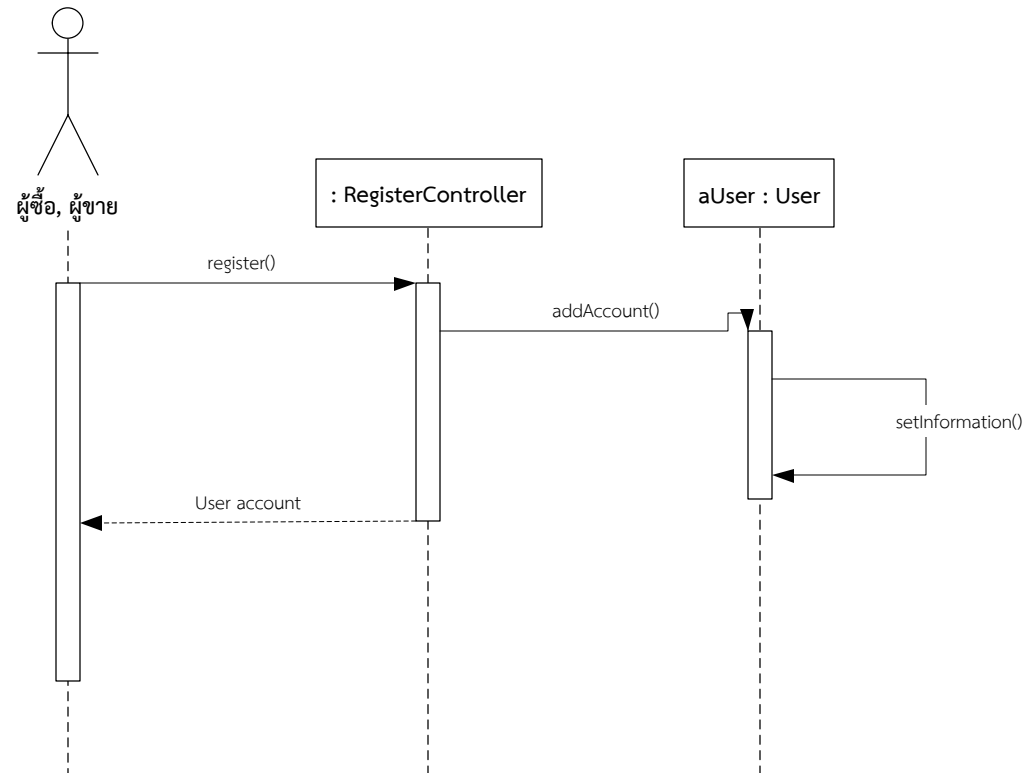 : RegisterController
aUser : User
ผู้ซื้อ, ผู้ขาย
register()
addAccount()
setInformation()
User account